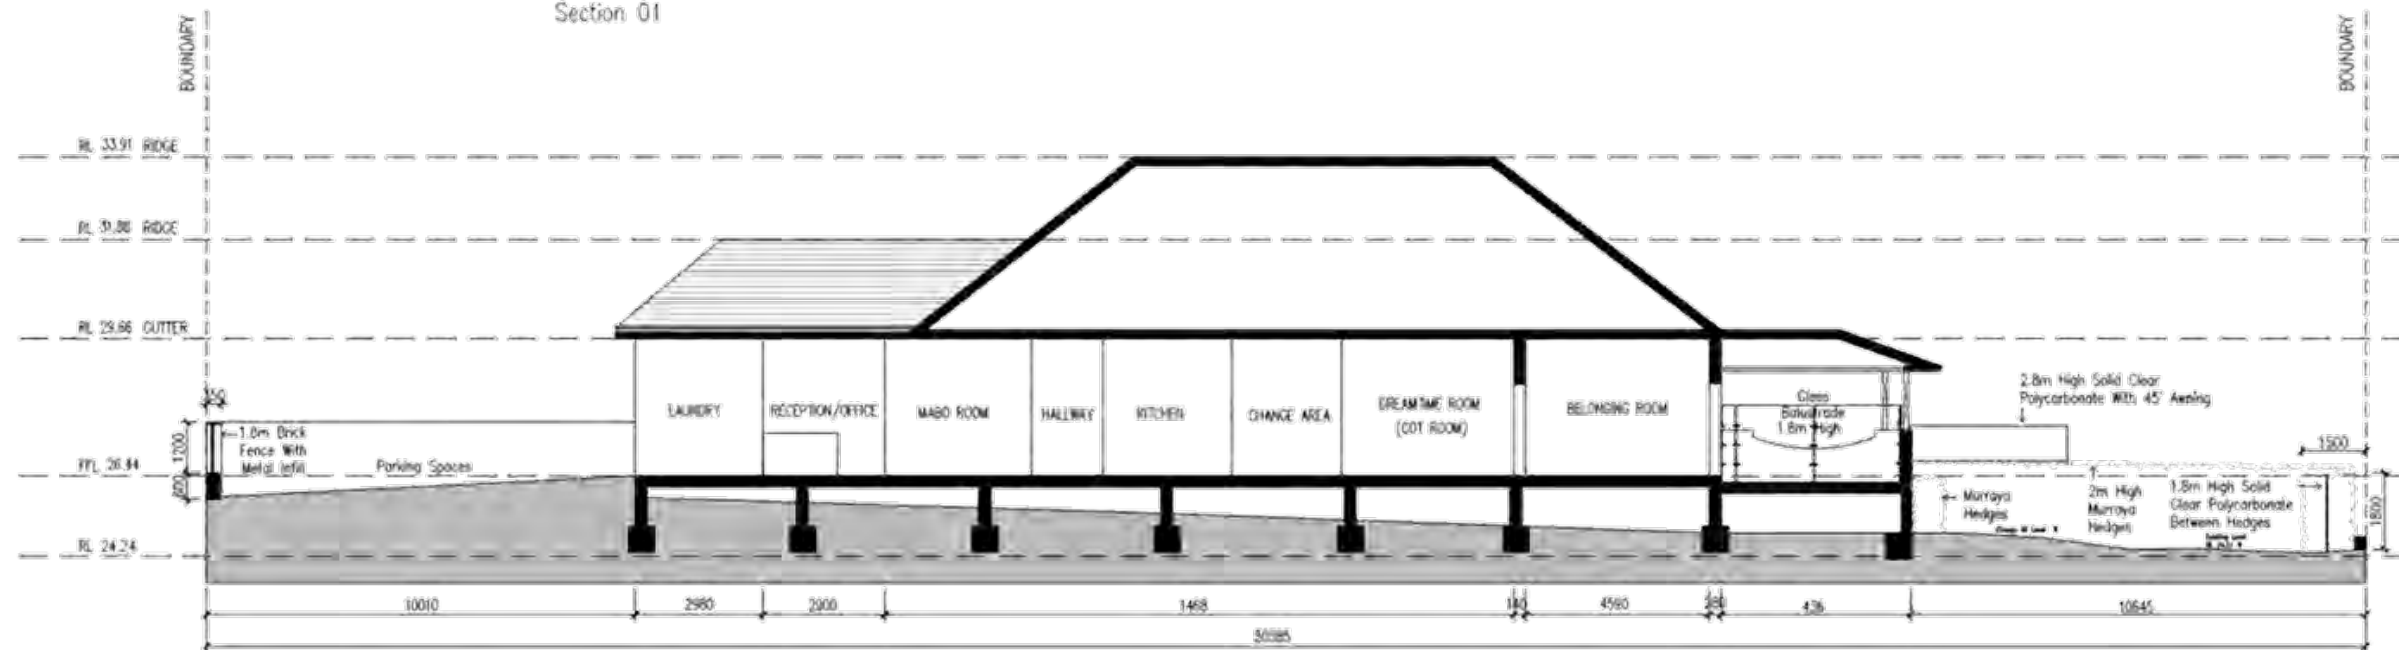 Section 01
BOUNDARY
BOUNDARY
RL 33.91 RIDGE
RL 31.88 RIDGE
RL 29.66 GUTTER
2.8m High Solid Clear
Polycarbonate With 45° Awning
LAUNDRY
RECEPTION/OFFICE
MABO ROOM
HALLWAY
KITCHEN
CHANGE AREA
DREAMTIME ROOM
(COT ROOM)
BELONGING ROOM
Glass
Balustrade
1.8m High
1.8m Brick
Fence With
Metal Infill
1200
600
Parking Spaces
FFL 26.84
RL 24.24
1500
1800
Murraya
Hedges
2m High
Murraya
Hedges
1.8m High Solid
Clear Polycarbonate
Between Hedges
10010
2980
2900
1468
140
4590
280
436
10645